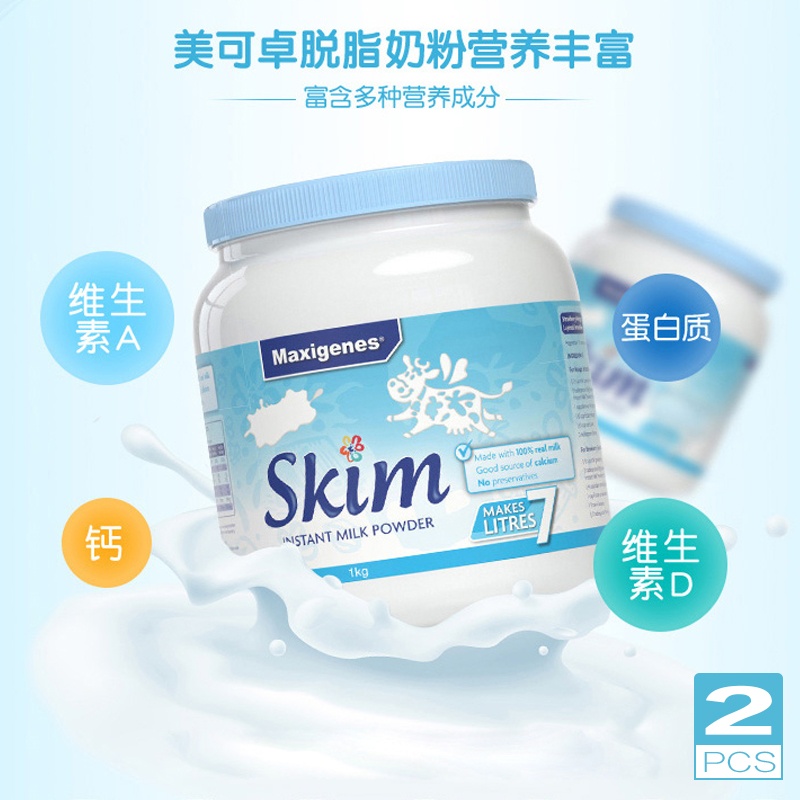 美可卓脱脂奶粉营养丰富
富含多种营养成分
维生
素A
蛋白质
Maxigenes®
Skim
INSTANT MILK POWDER
1kg
Made with 100% real milk
Good source of calcium
No preservatives
MAKES
7
LITRES
kim
钙
维生
素D
2
PCS